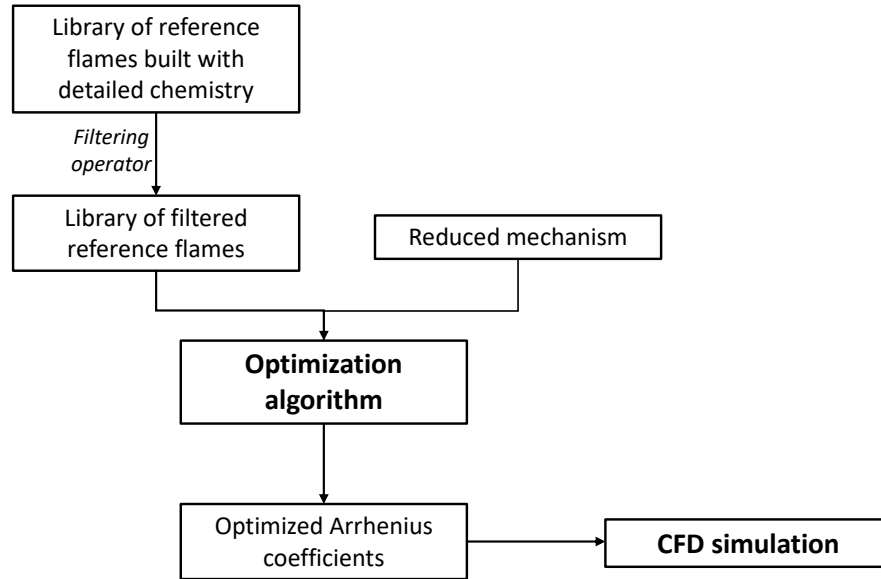 Library of reference
flames built with
detailed chemistry
Filtering
operator
Library of filtered
reference flames
Reduced mechanism
Optimization
algorithm
Optimized Arrhenius
coefficients
CFD simulation